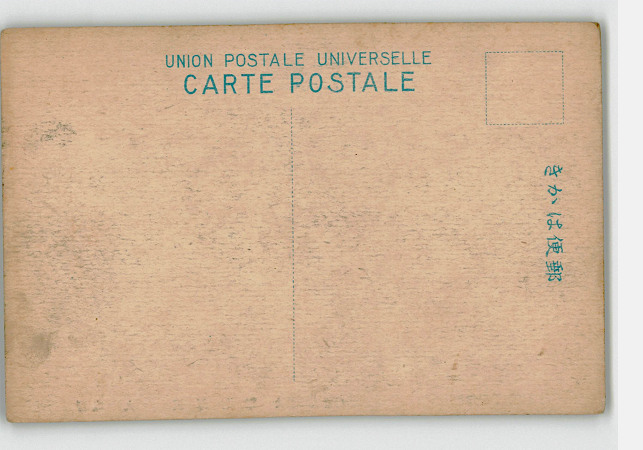 UNION POSTALE UNIVERSELLE
CARTE POSTALE
きかは便郵